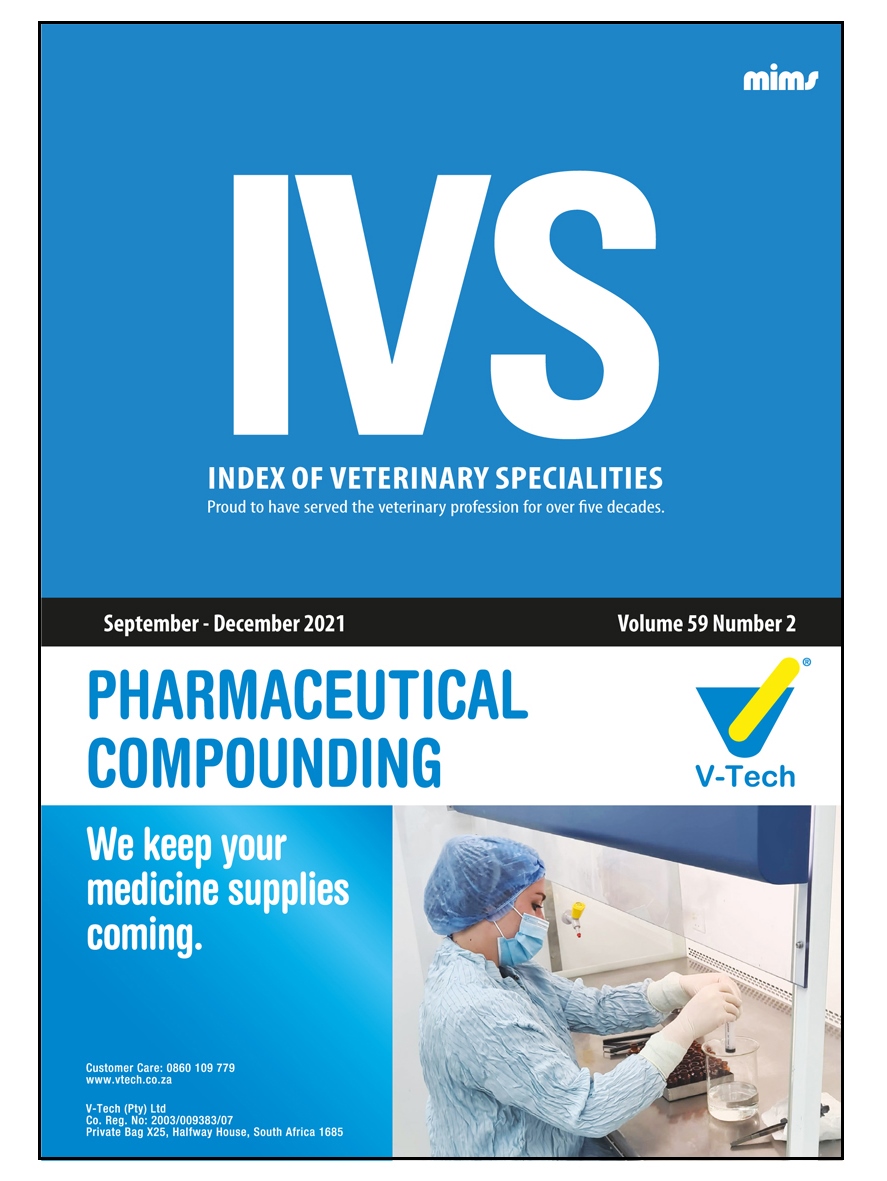 mims
IVS
INDEX OF VETERINARY SPECIALITIES
Proud to have served the veterinary profession for over five decades.
September - December 2021
Volume 59 Number 2
PHARMACEUTICAL
COMPOUNDING
®
V-Tech
We keep your
medicine supplies
coming.
Customer Care: 0860 109 779
www.vtech.co.za
V-Tech (Pty) Ltd
Co. Reg. No: 2003/009383/07
Private Bag X25, Halfway House, South Africa 1685